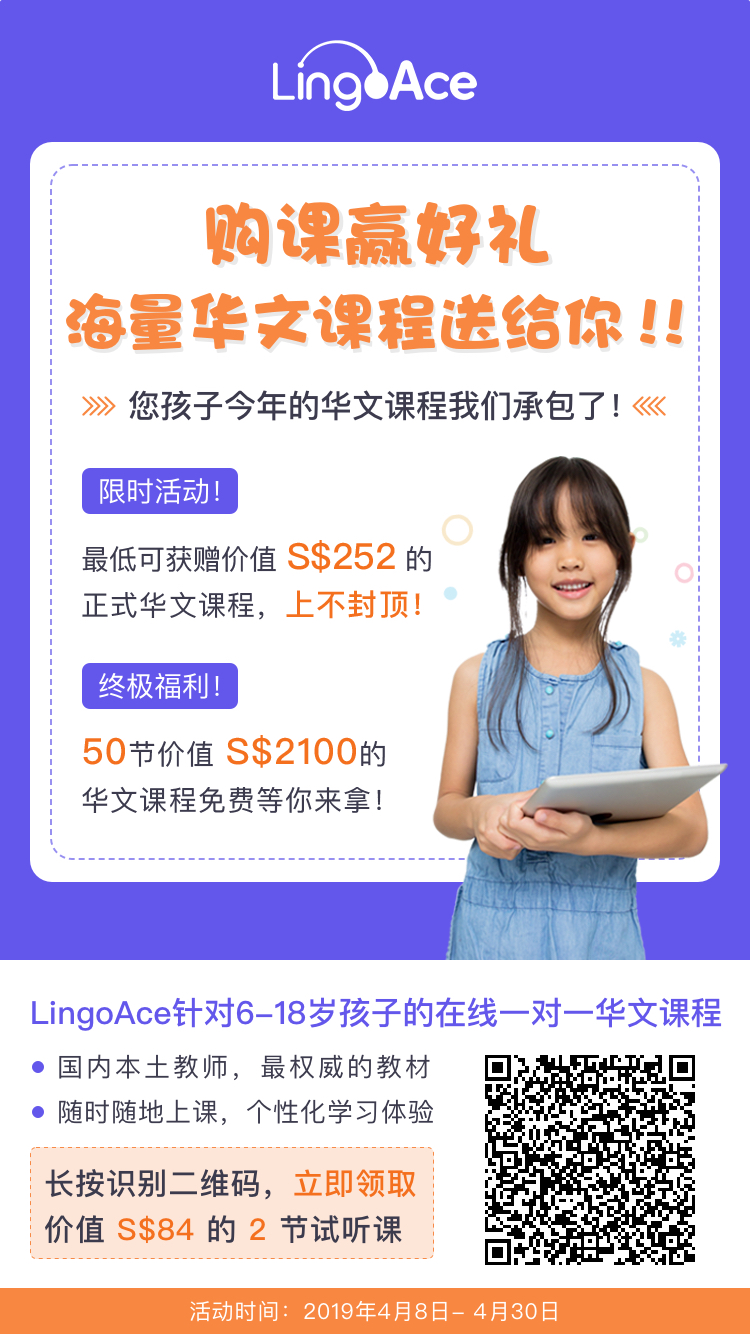 LingoAce
购课赢好礼
海量华文课程送给你!!
您孩子今年的华文课程我们承包了!
限时活动!
最低可获赠价值 S$252 的
正式华文课程，上不封顶!
终极福利!
50节价值 S$2100的
华文课程免费等你来拿!
LingoAce针对6-18岁孩子的在线一对一华文课程
国内本土教师，最权威的教材
随时随地上课，个性化学习体验
长按识别二维码，立即领取
价值 S$84 的 2 节试听课
活动时间：2019年4月8日- 4月30日